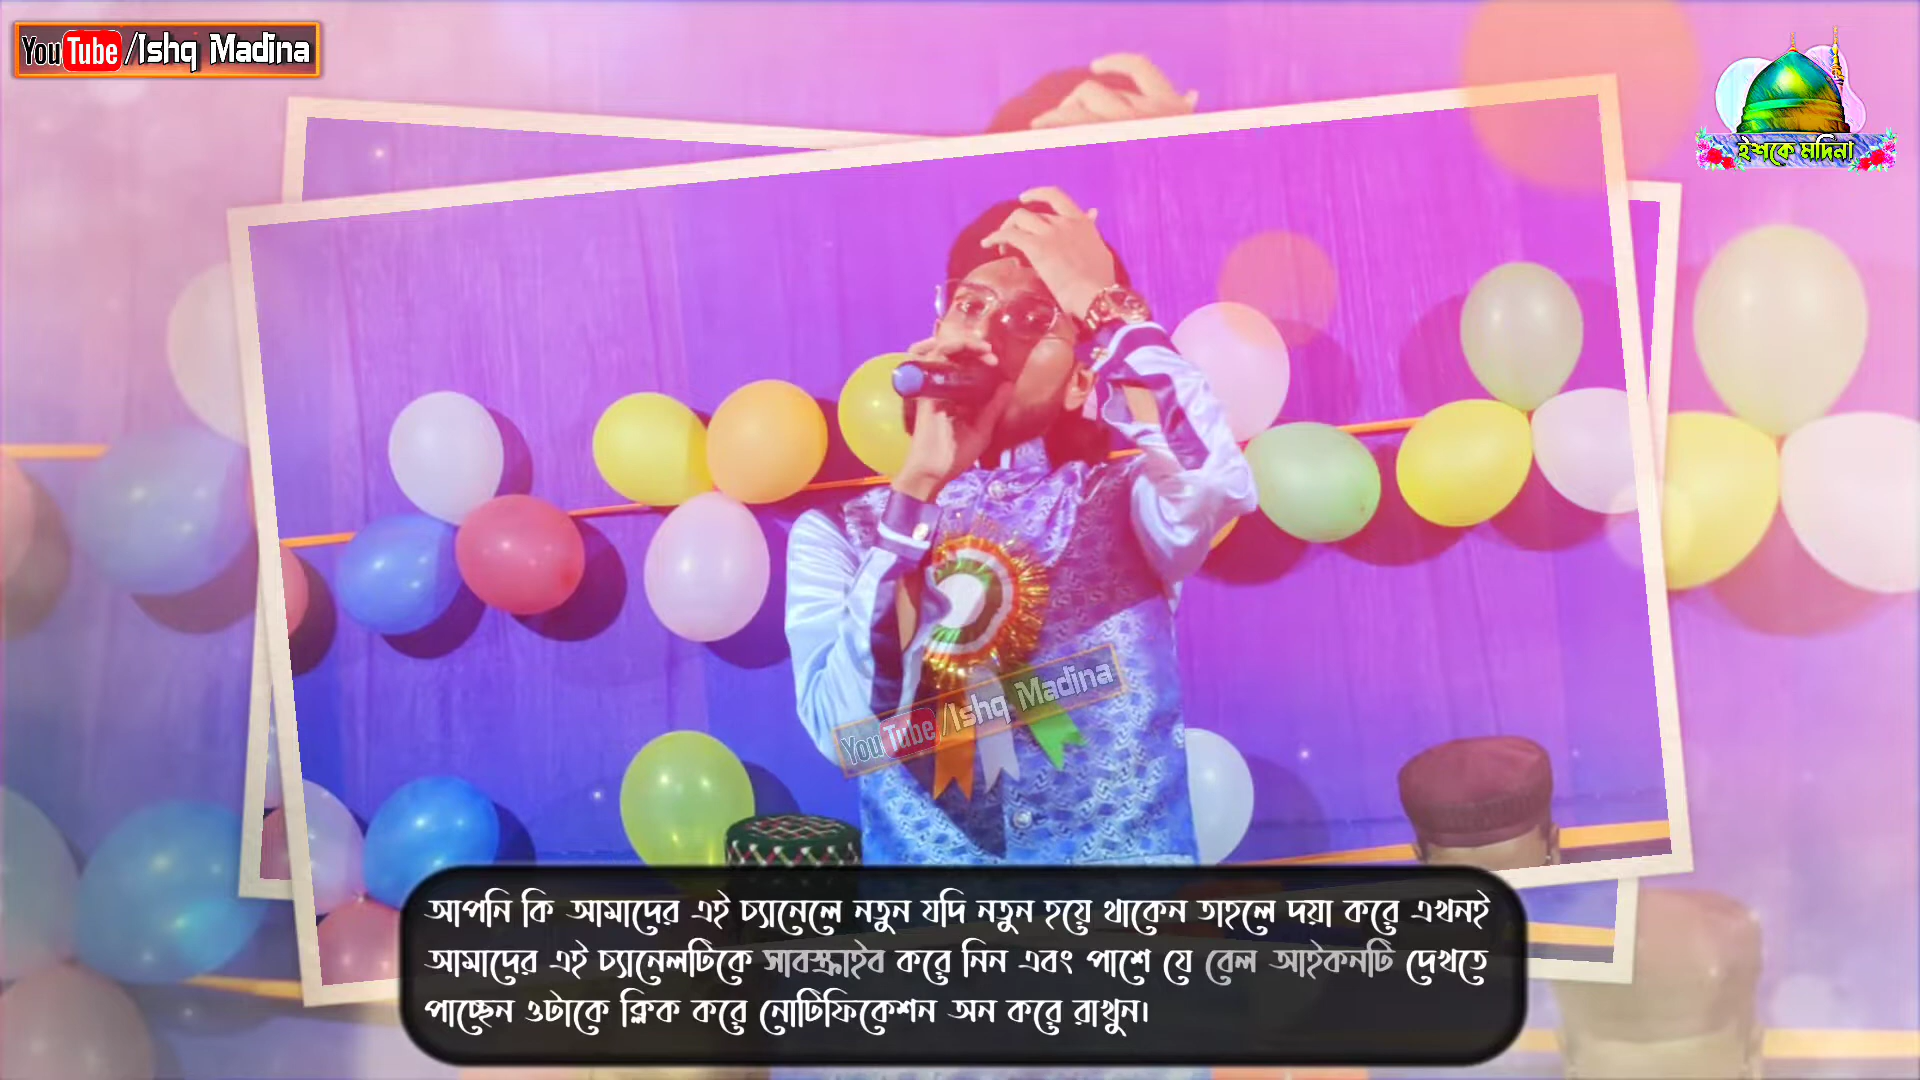 YouTube/Ishq Madina
ইশকে মদিনা
YouTube/Ishq Madina
আপনি কি আমাদের এই চ্যানেলে নতুন যদি নতুন হয়ে থাকেন তাহলে দয়া করে এখনই
আমাদের এই চ্যানেলটিকে সাবস্ক্রাইব করে নিন এবং পাশে যে বেল আইকনটি দেখতে
পাচ্ছেন ওটাকে ক্লিক করে নোটিফিকেশন অন করে রাখুন।